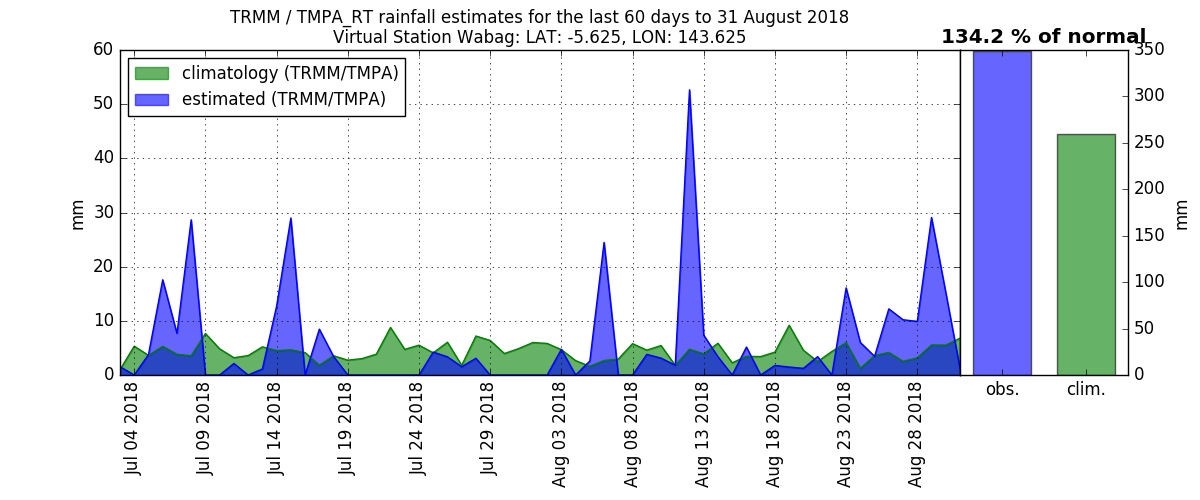 TRMM / TMPA_RT rainfall estimates for the last 60 days to 31 August 2018
Virtual Station Wabag: LAT: -5.625, LON: 143.625
134.2 % of normal
climatology (TRMM/TMPA)
estimated (TRMM/TMPA)
60
50
40
30
20
10
0
mm
350
300
250
200
150
100
50
0
mm
Jul 04 2018
Jul 09 2018
Jul 14 2018
Jul 19 2018
Jul 24 2018
Jul 29 2018
Aug 03 2018
Aug 08 2018
Aug 13 2018
Aug 18 2018
Aug 23 2018
Aug 28 2018
obs.
clim.